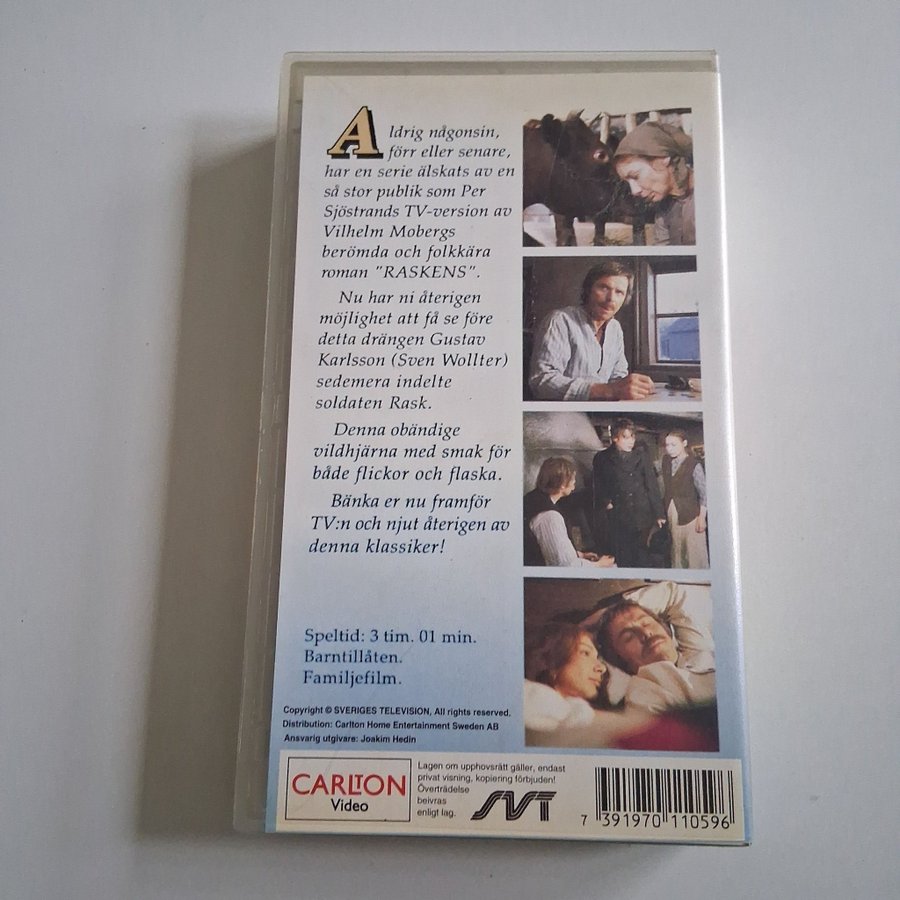 Aldrig någonsin,
förr eller senare,
har en serie älskats av en
så stor publik som Per
Sjöstrands TV-version av
Vilhelm Mobergs
berömda och folkkära
roman "RASKENS".
Nu har ni återigen
möjlighet att få se före
detta drängen Gustav
Karlsson (Sven Wollter)
sedemera indelte
soldaten Rask.
Denna obändige
vildhjärna med smak för
både flickor och flaska.
Bänka er nu framför
TV:n och njut återigen av
denna klassiker!
Speltid: 3 tim. 01 min.
Barntillåten.
Familjefilm.
Copyright © SVERIGES TELEVISION, All rights reserved.
Distribution: Carlton Home Entertainment Sweden AB
Ansvarig utgivare: Joakim Hedin
CARLTON
Video
Lagen om upphovsrätt gäller, endast
privat visning, kopiering förbjuden!
Överträdelse
beivras
enligt lag.
SVT
7 391970 110596